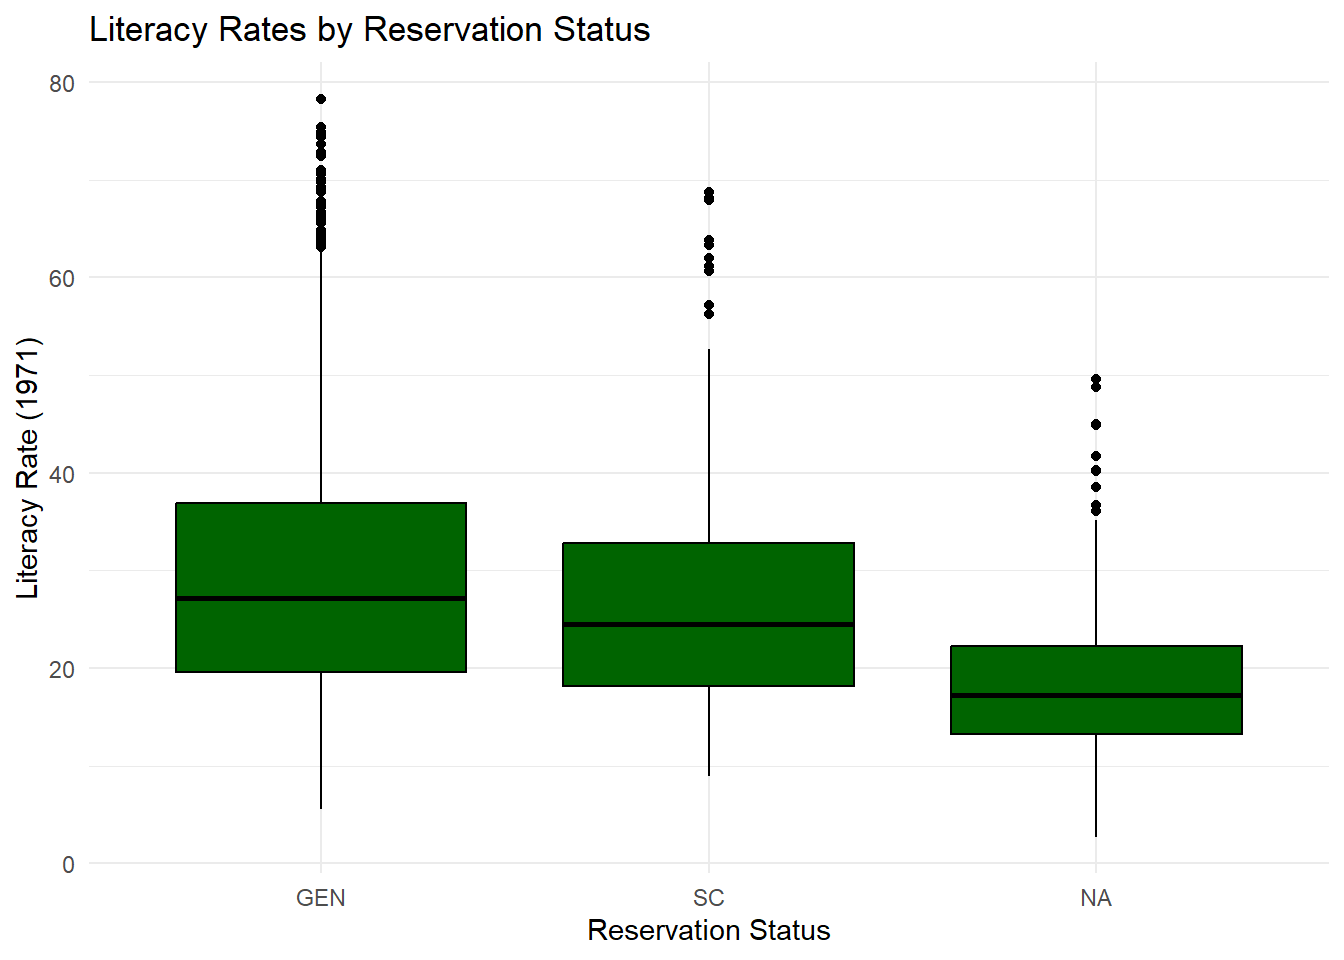 Literacy Rates by Reservation Status
80
60
40
20
0
Literacy Rate (1971)
GEN
SC
NA
Reservation Status